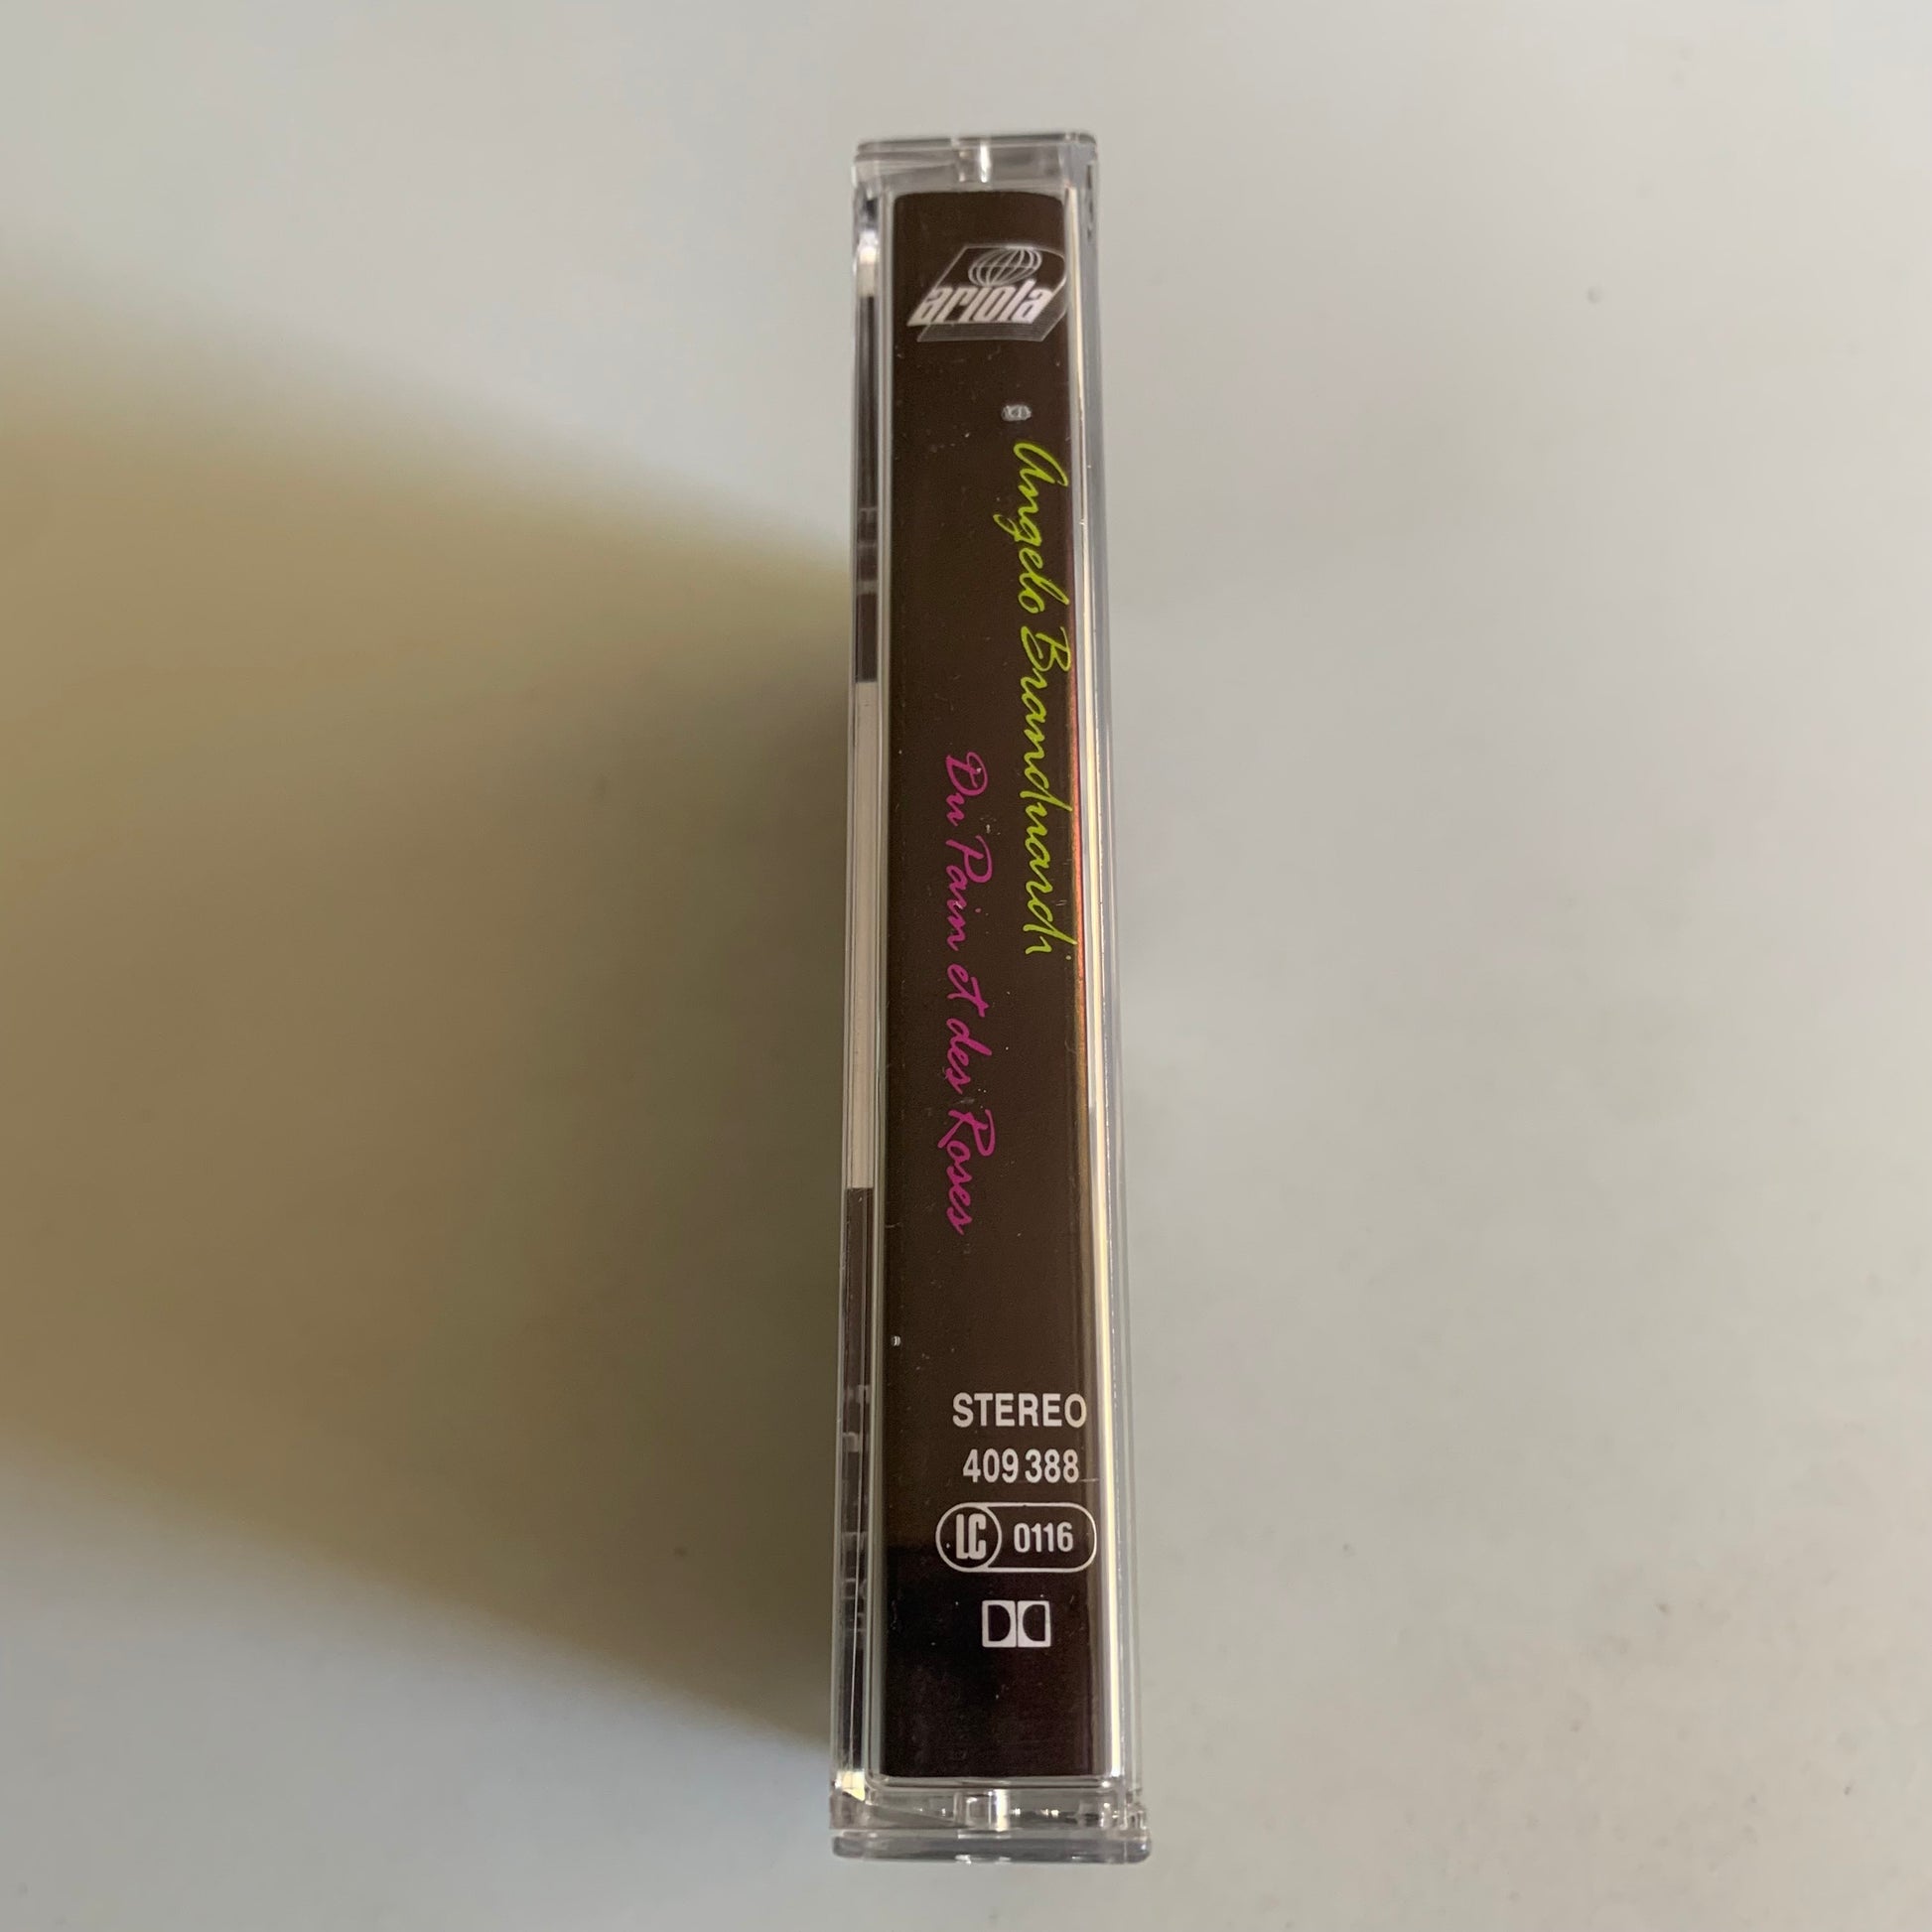 ariola
Angelo Branduardi
Du Pain et des Roses
STEREO
409 388
LC 0116